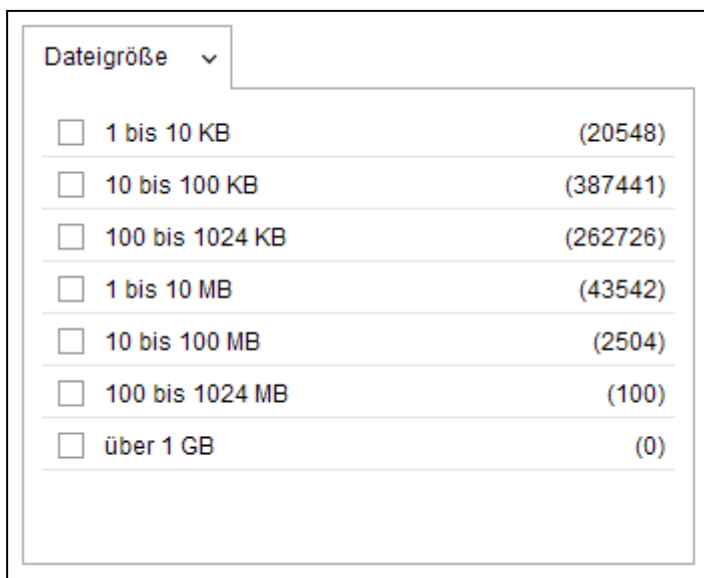 Dateigröße
1 bis 10 KB (20548)
10 bis 100 KB (387441)
100 bis 1024 KB (262726)
1 bis 10 MB (43542)
10 bis 100 MB (2504)
100 bis 1024 MB (100)
über 1 GB (0)